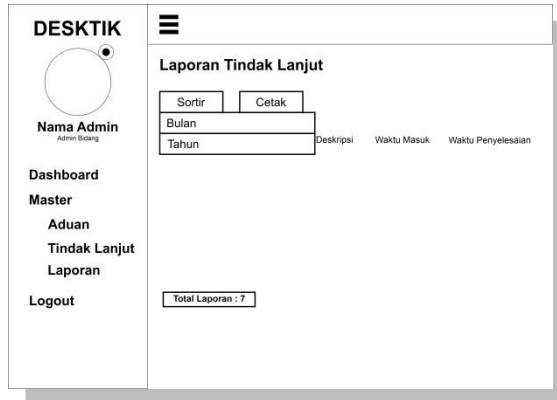 DESKTIK
Nama Admin
Admin Bidang
Dashboard
Master
Aduan
Tindak Lanjut
Laporan
Logout
Laporan Tindak Lanjut
Sortir Cetak
Bulan
Tahun Deskripsi Waktu Masuk Waktu Penyelesaian
Total Laporan : 7